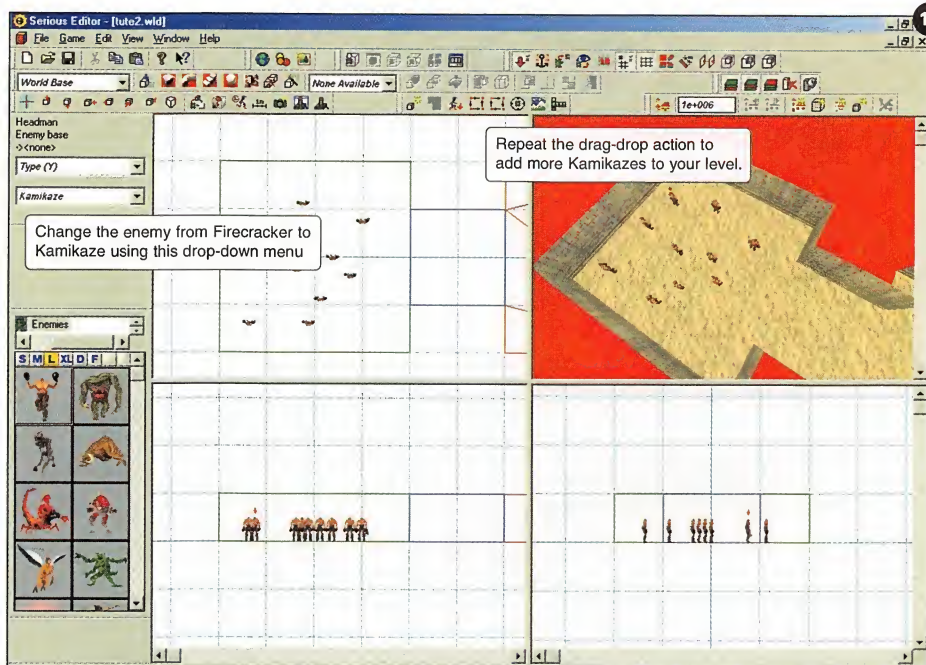 Serious Editor - [tute2.wld]
File Game Edit View Window Help
World Base
None Available
1e+006
Headman
Enemy base
-><none>
Type (Y)
Kamikaze
Change the enemy from Firecracker to
Kamikaze using this drop-down menu
Repeat the drag-drop action to
add more Kamikazes to your level.
Enemies
S M L XL D F
1